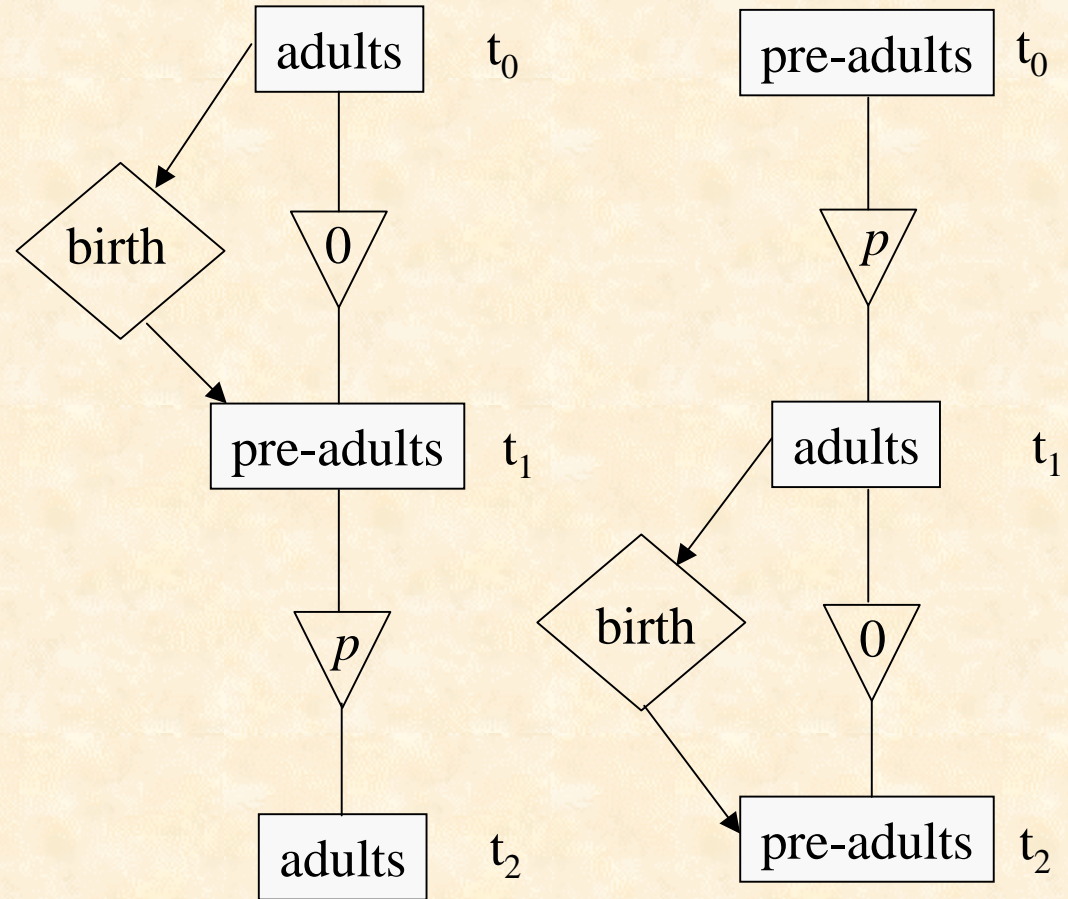 adults t₀
birth
0
pre-adults t₁
p
adults t₂
pre-adults t₀
p
adults t₁
birth
0
pre-adults t₂